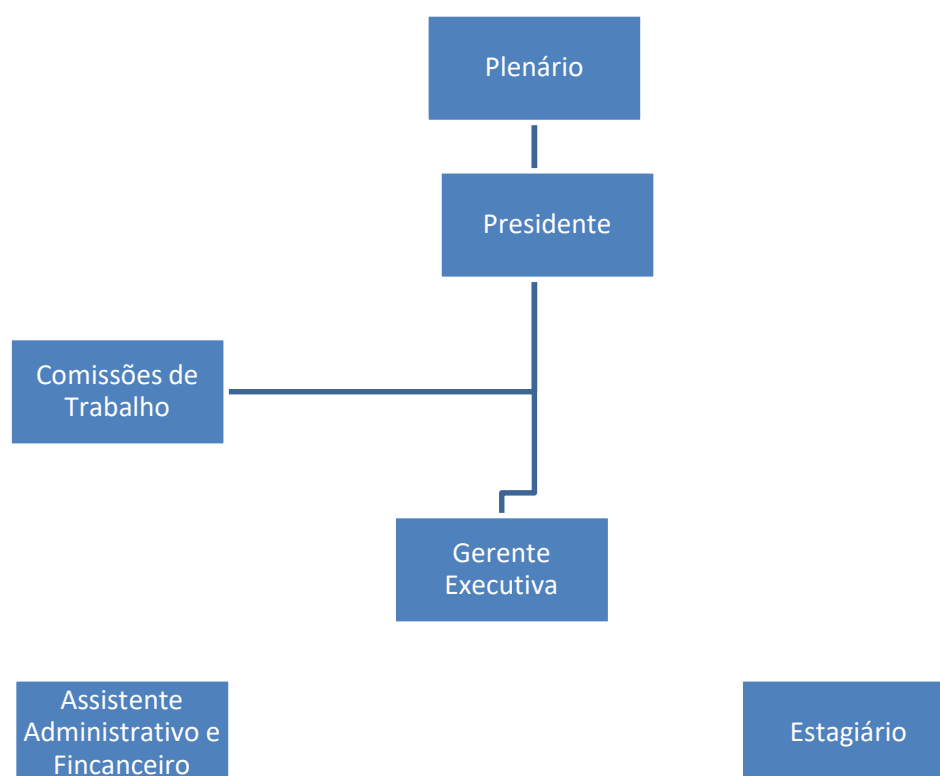 Plenário
Presidente
Comissões de
Trabalho
Gerente
Executiva
Assistente
Administrativo e
Fincanceiro
Estagiário